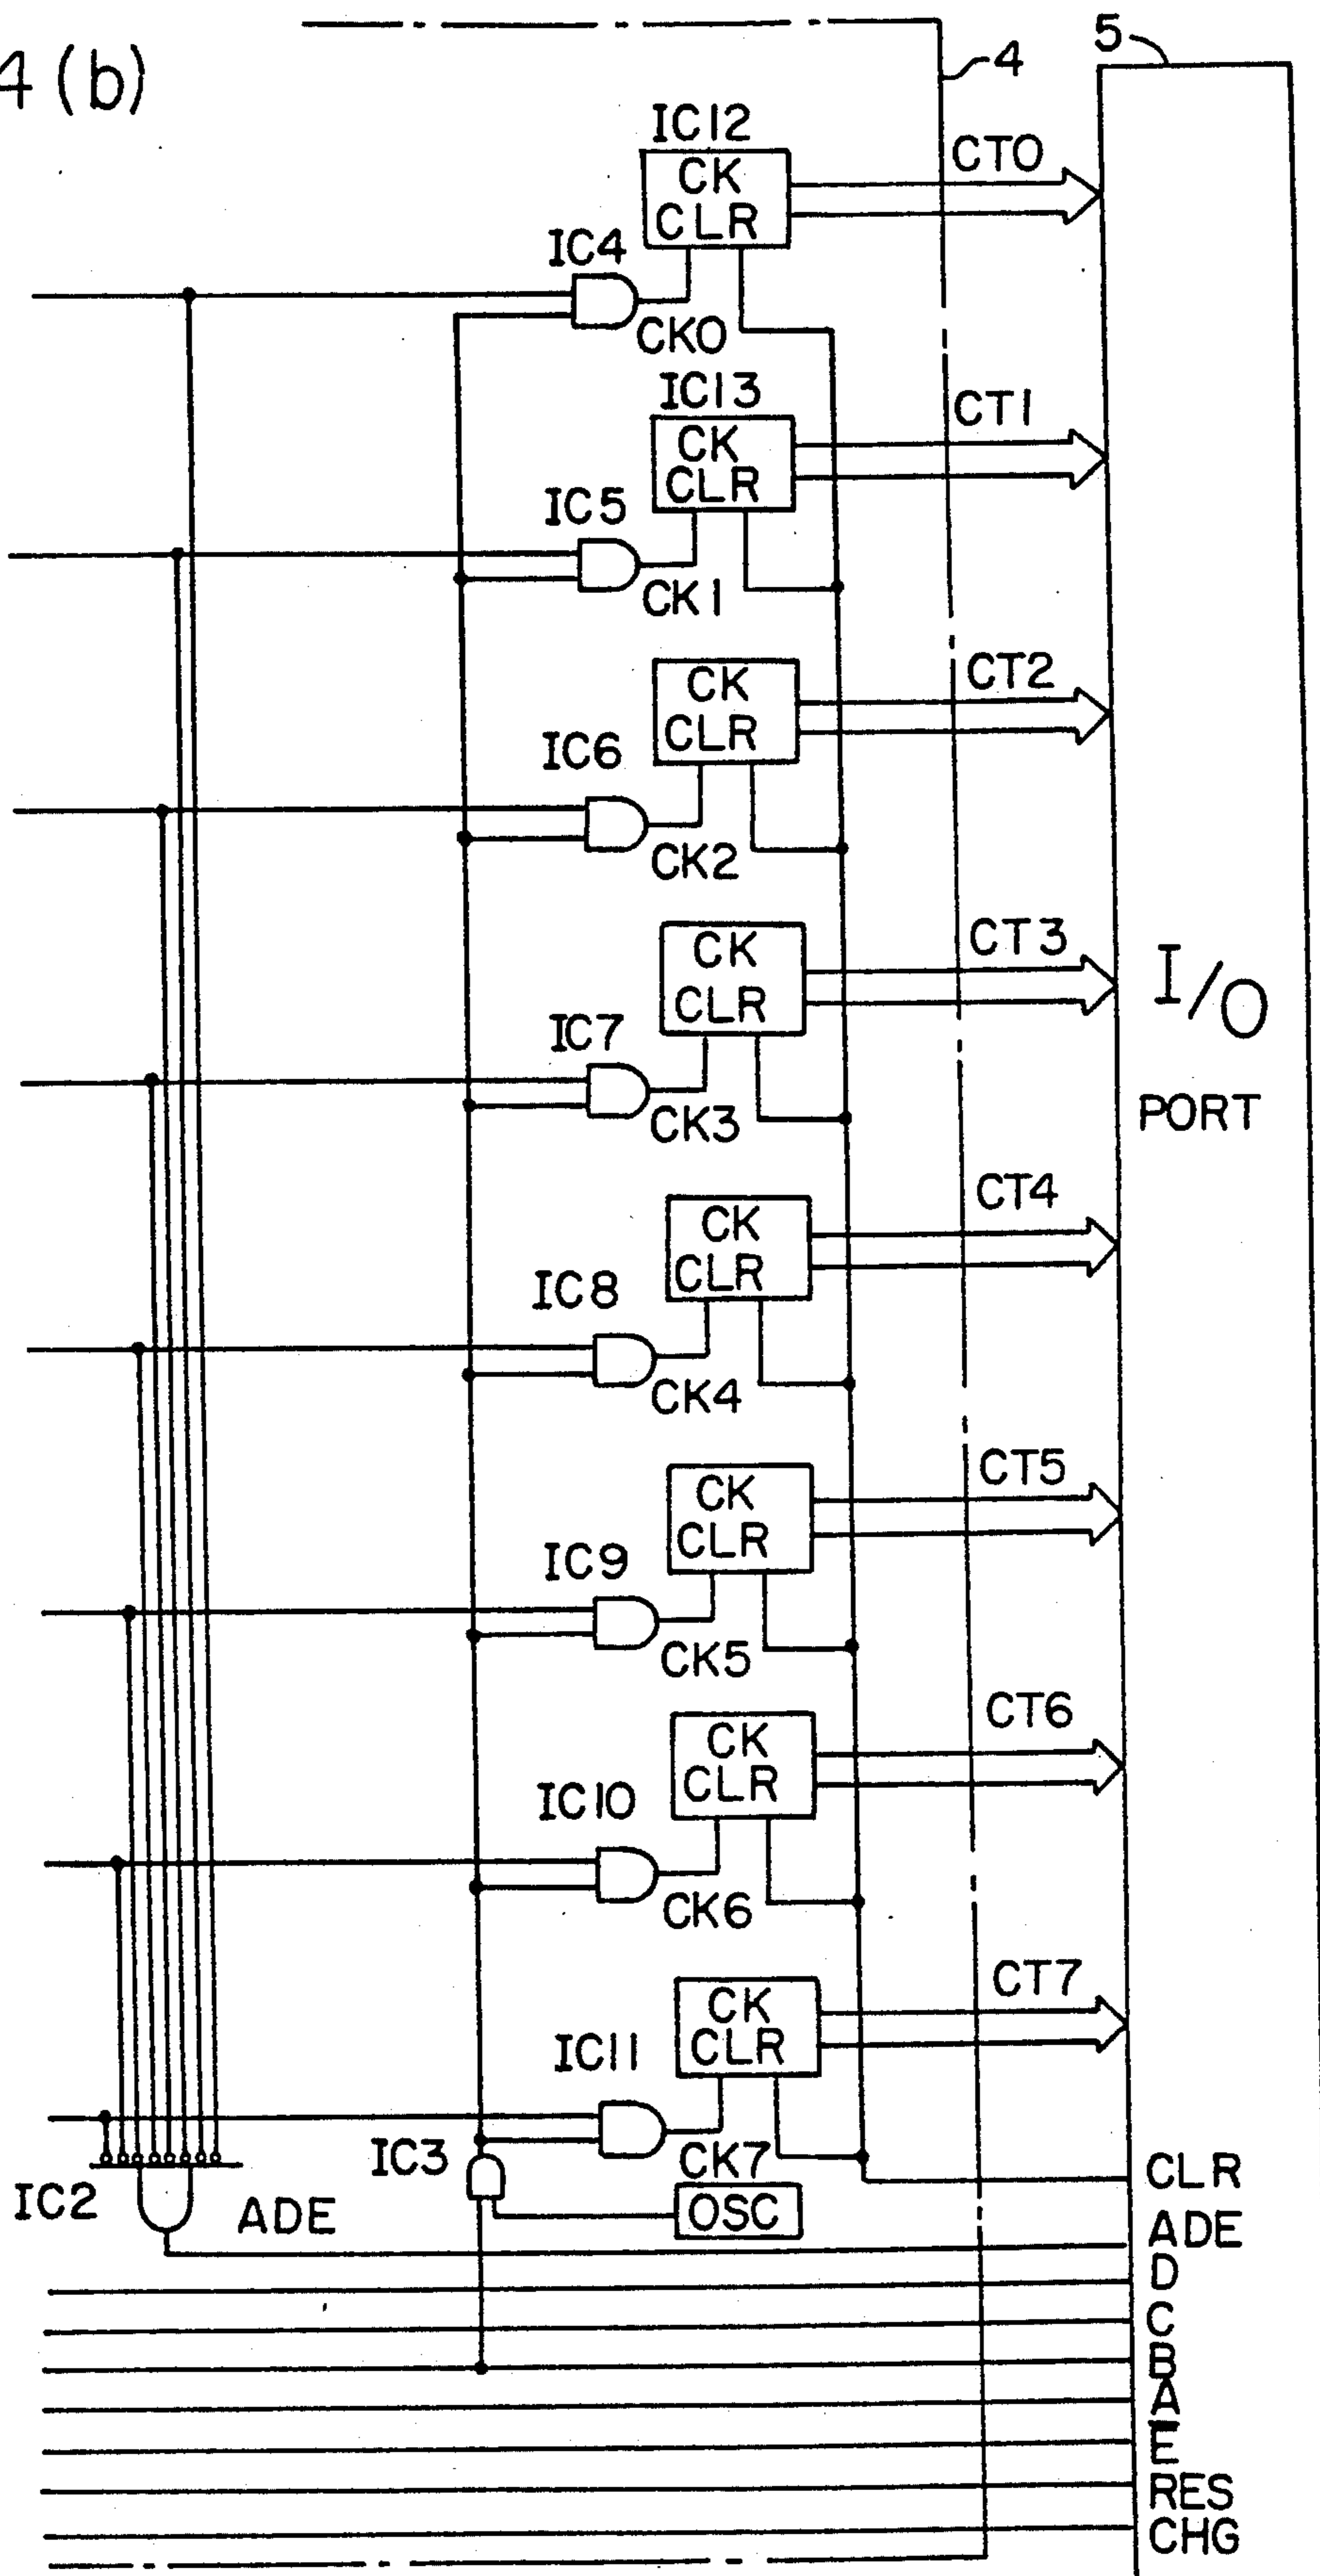 4 (b)
5
4
IC12
CK
CLR
CT0
IC4
CK0
IC13
CK
CLR
CT1
IC5
CK1
CK
CLR
CT2
IC6
CK2
CK
CLR
CT3
I/O
PORT
IC7
CK3
CK
CLR
CT4
IC8
CK4
CK
CLR
CT5
IC9
CK5
CK
CLR
CT6
IC10
CK6
CK
CLR
CT7
IC11
CK7
IC3
OSC
IC2
ADE
CLR
ADE
D
C
B
A
E̅
RES
CHG